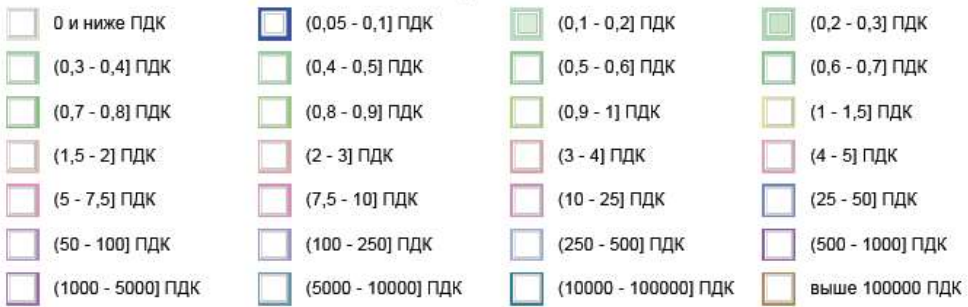 0 и ниже ПДК (0,05 - 0,1] ПДК (0,1 - 0,2] ПДК (0,2 - 0,3] ПДК
(0,3 - 0,4] ПДК (0,4 - 0,5] ПДК (0,5 - 0,6] ПДК (0,6 - 0,7] ПДК
(0,7 - 0,8] ПДК (0,8 - 0,9] ПДК (0,9 - 1] ПДК (1 - 1,5] ПДК
(1,5 - 2] ПДК (2 - 3] ПДК (3 - 4] ПДК (4 - 5] ПДК
(5 - 7,5] ПДК (7,5 - 10] ПДК (10 - 25] ПДК (25 - 50] ПДК
(50 - 100] ПДК (100 - 250] ПДК (250 - 500] ПДК (500 - 1000] ПДК
(1000 - 5000] ПДК (5000 - 10000] ПДК (10000 - 100000] ПДК выше 100000 ПДК